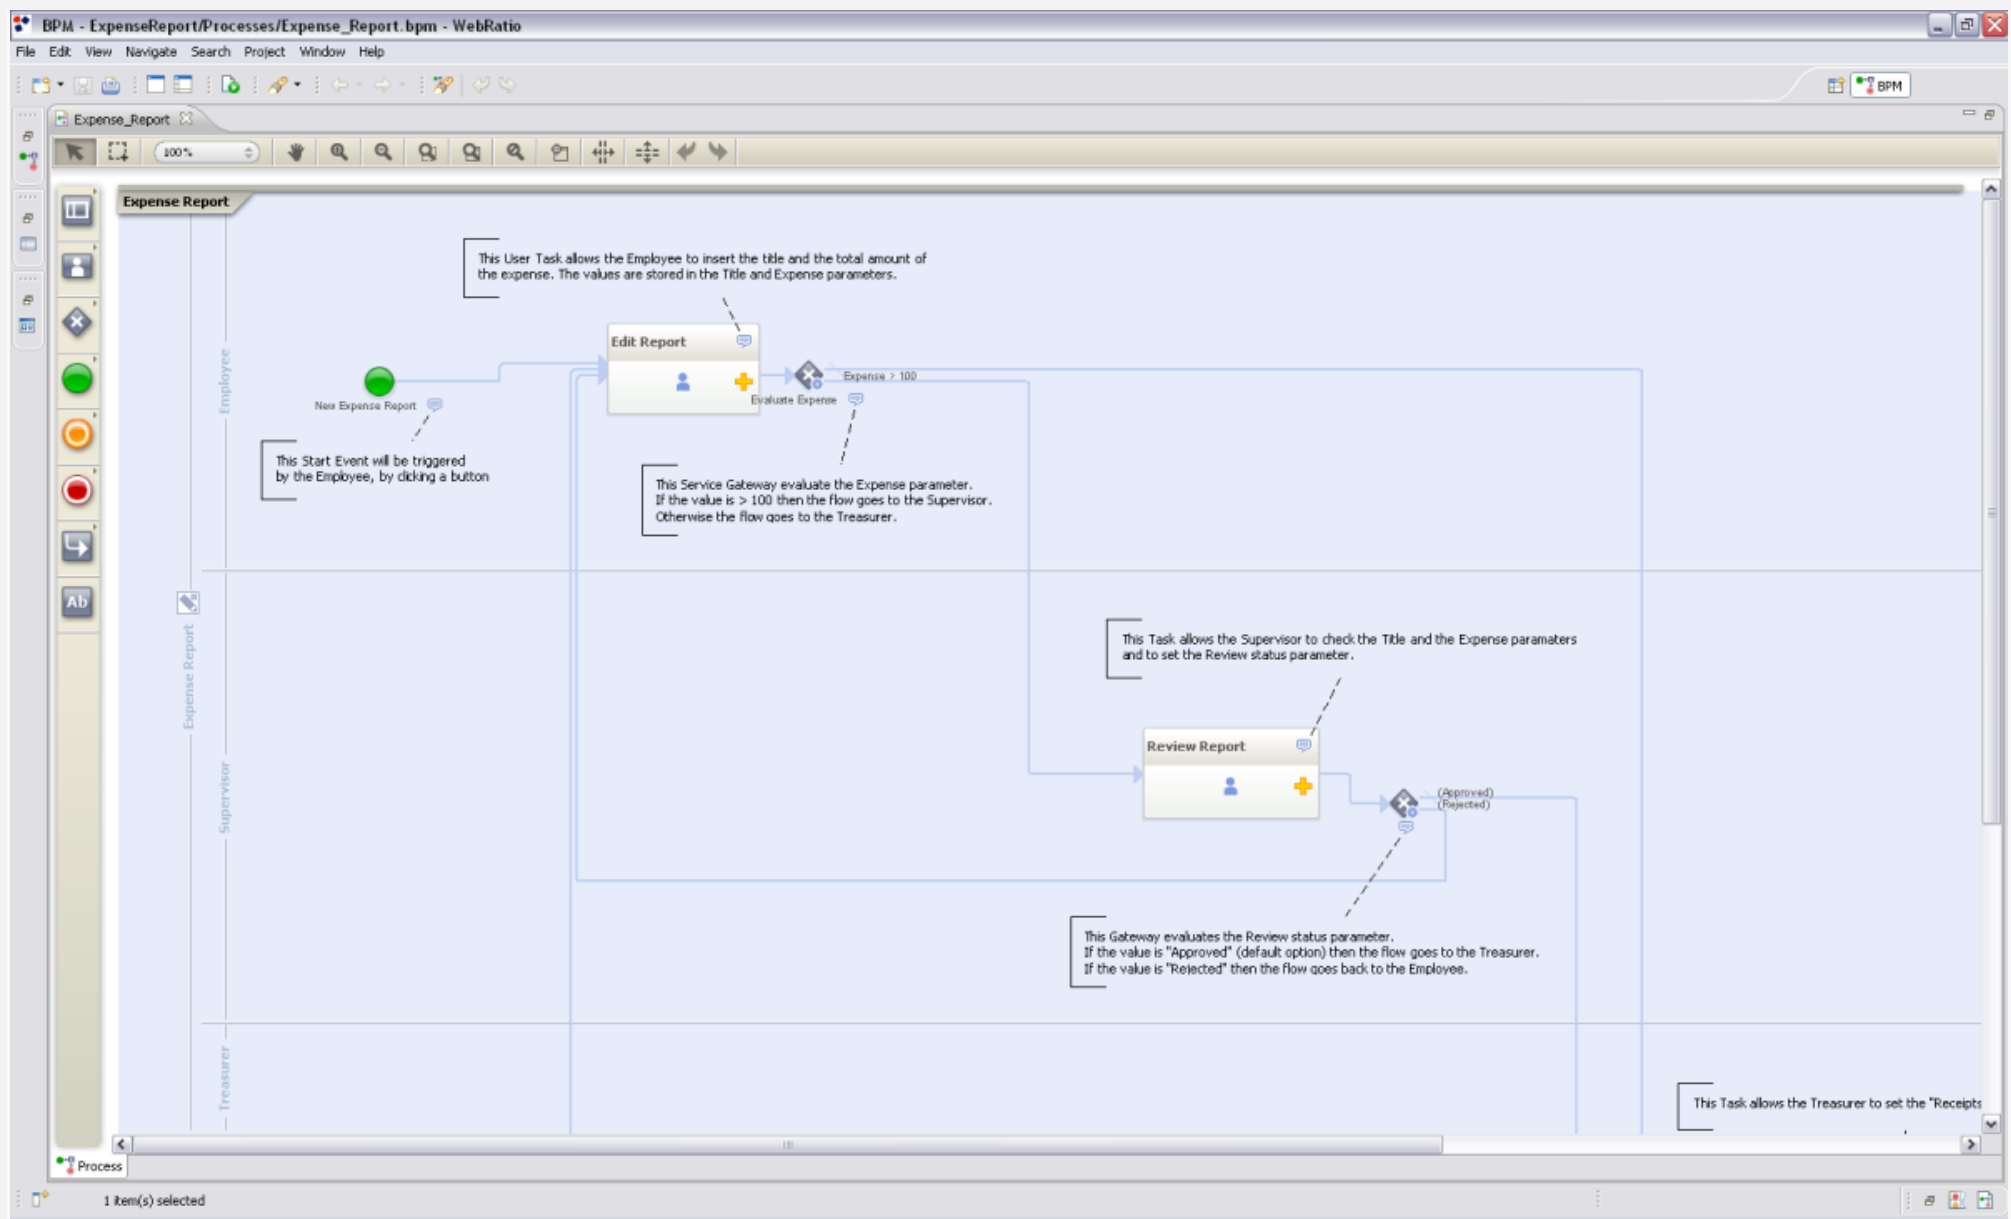 BPM - ExpenseReport/Processes/Expense_Report.bpm - WebRatio
File Edit View Navigate Search Project Window Help
BPM
Expense_Report
100%
Expense Report
This User Task allows the Employee to insert the title and the total amount of
the expense. The values are stored in the Title and Expense parameters.
Edit Report
Employee
Expense > 100
New Expense Report
Evaluate Expense
This Start Event will be triggered
by the Employee, by clicking a button
This Service Gateway evaluate the Expense parameter.
If the value is > 100 then the flow goes to the Supervisor.
Otherwise the flow goes to the Treasurer.
Ab
Expense Report
This Task allows the Supervisor to check the Title and the Expense paramaters
and to set the Review status parameter.
Review Report
Supervisor
(Approved)
(Rejected)
This Gateway evaluates the Review status parameter.
If the value is "Approved" (default option) then the flow goes to the Treasurer.
If the value is "Rejected" then the flow goes back to the Employee.
Treasurer
This Task allows the Treasurer to set the "Receipts
Process
1 item(s) selected